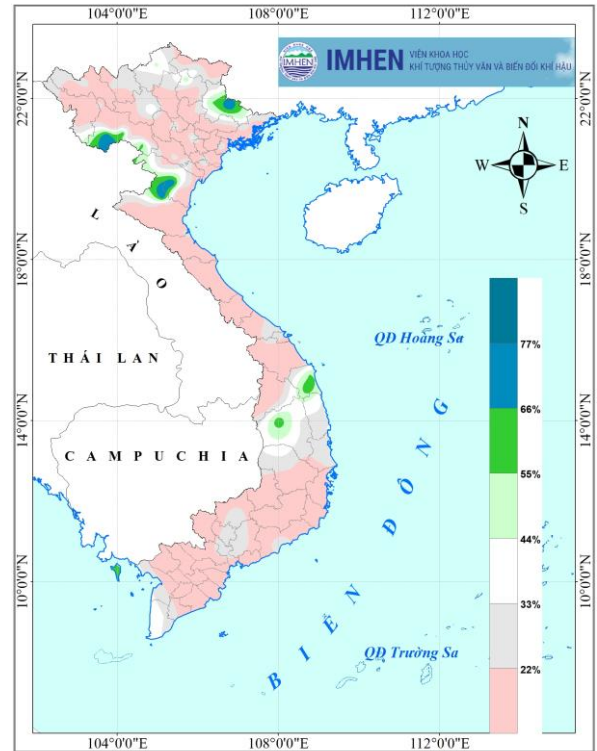 104°0'0"E 108°0'0"E 112°0'0"E
IMHEN
IMHEN
VIỆN KHOA HỌC
KHÍ TƯỢNG THỦY VĂN VÀ BIẾN ĐỔI KHÍ HẬU
22°0'0"N
22°0'0"N
N
W E
S
L À O
18°0'0"N
18°0'0"N
QĐ Hoàng Sa
THÁI LAN
77%
66%
14°0'0"N
14°0'0"N
CAMPUCHIA
55%
44%
10°0'0"N
10°0'0"N
33%
BIỂN ĐÔNG
QĐ Trường Sa
22%
104°0'0"E 108°0'0"E 112°0'0"E